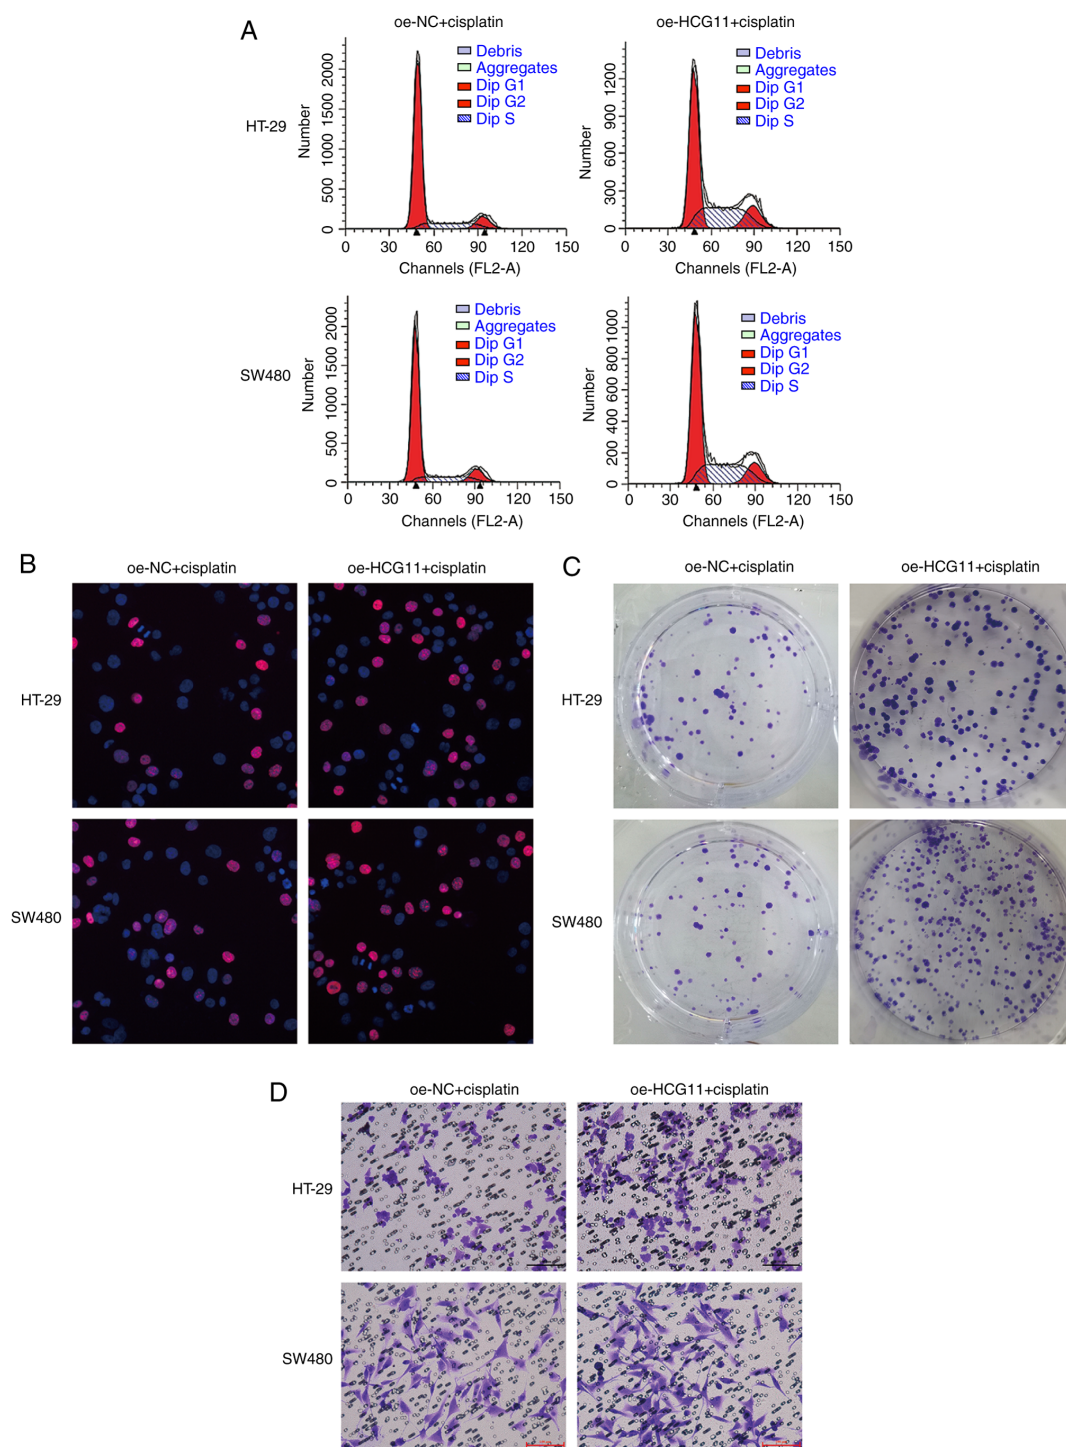 A
oe-NC+cisplatin
oe-HCG11+cisplatin
HT-29
Number
0 500 1000 1500 2000
Debris
Aggregates
Dip G1
Dip G2
Dip S
0 30 60 90 120 150
Channels (FL2-A)
Number
0 300 600 900 1200
Debris
Aggregates
Dip G1
Dip G2
Dip S
0 30 60 90 120 150
Channels (FL2-A)
SW480
Number
0 500 1000 1500 2000
Debris
Aggregates
Dip G1
Dip G2
Dip S
0 30 60 90 120 150
Channels (FL2-A)
Number
0 200 400 600 800 1000
Debris
Aggregates
Dip G1
Dip G2
Dip S
0 30 60 90 120 150
Channels (FL2-A)
B
oe-NC+cisplatin
oe-HCG11+cisplatin
HT-29
SW480
C
oe-NC+cisplatin
oe-HCG11+cisplatin
HT-29
SW480
D
oe-NC+cisplatin
oe-HCG11+cisplatin
HT-29
SW480